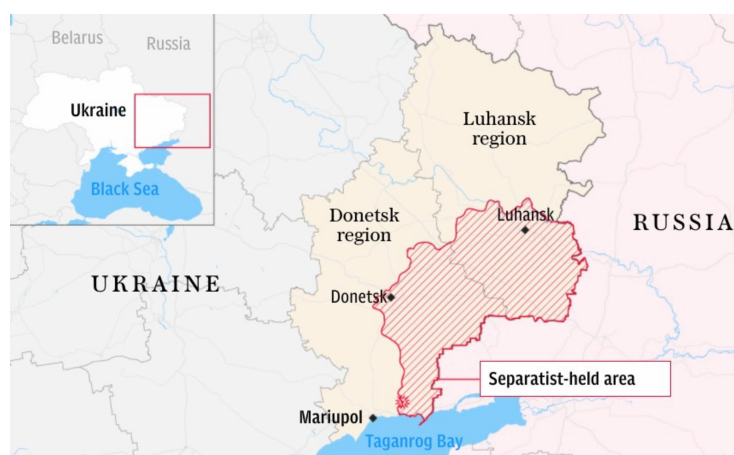 Belarus
Russia
Ukraine
Black Sea
Luhansk
region
Donetsk
region
Luhansk
RUSSIA
UKRAINE
Donetsk
Separatist-held area
Mariupol
Taganrog Bay